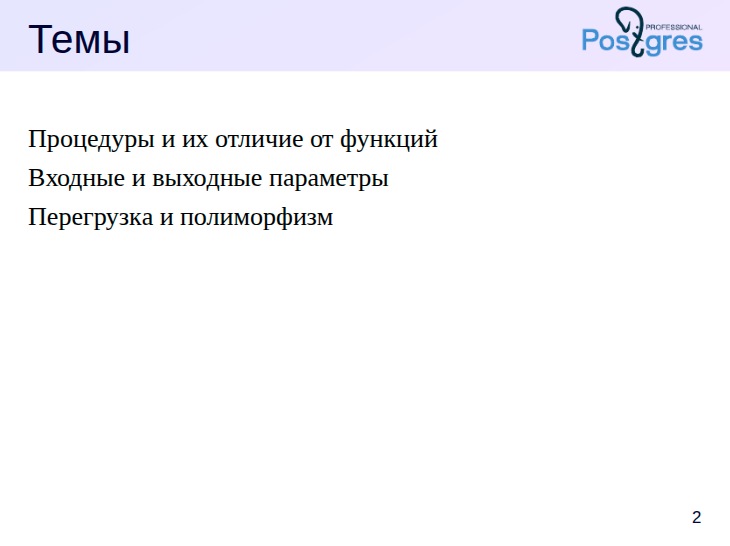 Темы
PROFESSIONAL
Postgres
Процедуры и их отличие от функций
Входные и выходные параметры
Перегрузка и полиморфизм
2